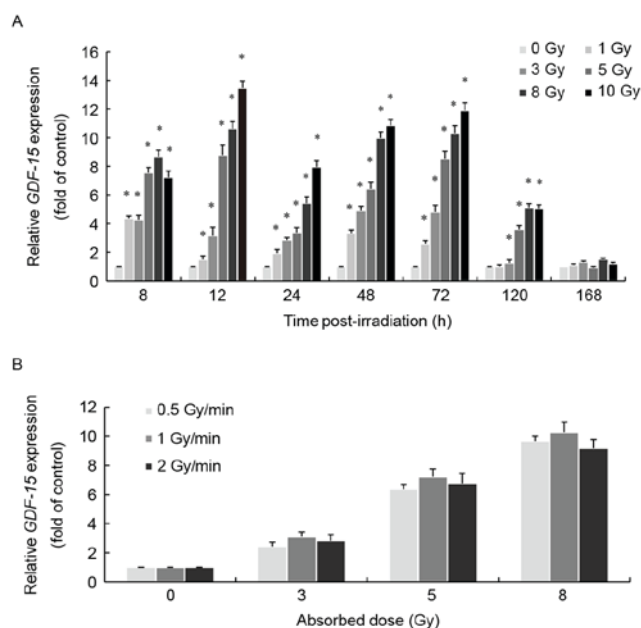 A
Relative GDF-15 expression
(fold of control)
16
14
12
10
8
6
4
2
0
0 Gy 1 Gy
3 Gy 5 Gy
8 Gy 10 Gy
* * * * *
* * * * *
* * * * *
* * * * *
* * * * *
* * * *
8 12 24 48 72 120 168
Time post-irradiation (h)
B
Relative GDF-15 expression
(fold of control)
12
10
8
6
4
2
0
0.5 Gy/min
1 Gy/min
2 Gy/min
0 3 5 8
Absorbed dose (Gy)